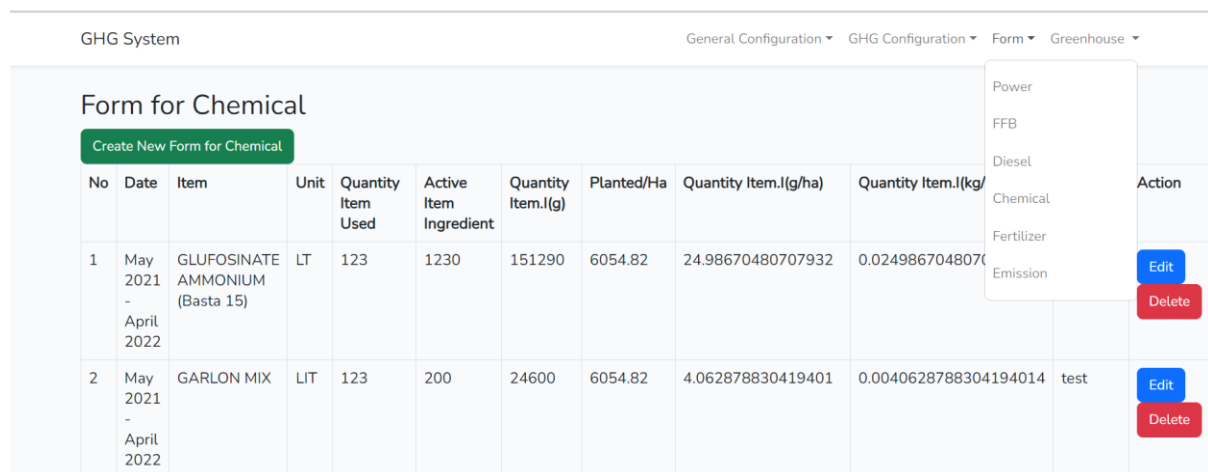 GHG System
General Configuration
GHG Configuration
Form
Greenhouse
Power
FFB
Diesel
Chemical
Fertilizer
Emission
Form for Chemical
Create New Form for Chemical
No
Date
Item
Unit
Quantity
Item
Used
Active
Item
Ingredient
Quantity
Item.I(g)
Planted/Ha
Quantity Item.I(g/ha)
Quantity Item.I(kg/
Action
1
May
2021
-
April
2022
GLUFOSINATE
AMMONIUM
(Basta 15)
LT
123
1230
151290
6054.82
24.98670480707932
0.0249867048070
Edit
Delete
2
May
2021
-
April
2022
GARLON MIX
LIT
123
200
24600
6054.82
4.062878830419401
0.0040628788304194014
test
Edit
Delete